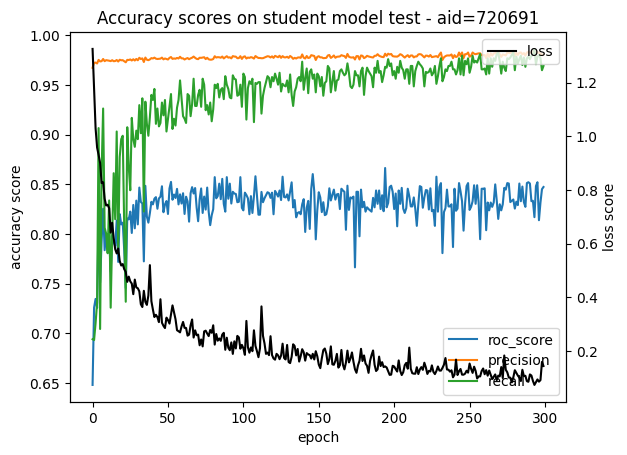 Accuracy scores on student model test - aid=720691
1.00
0.95
0.90
0.85
0.80
0.75
0.70
0.65
accuracy score
0
50
100
150
200
250
300
epoch
1.2
1.0
0.8
0.6
0.4
0.2
loss score
loss
roc_score
precision
recall